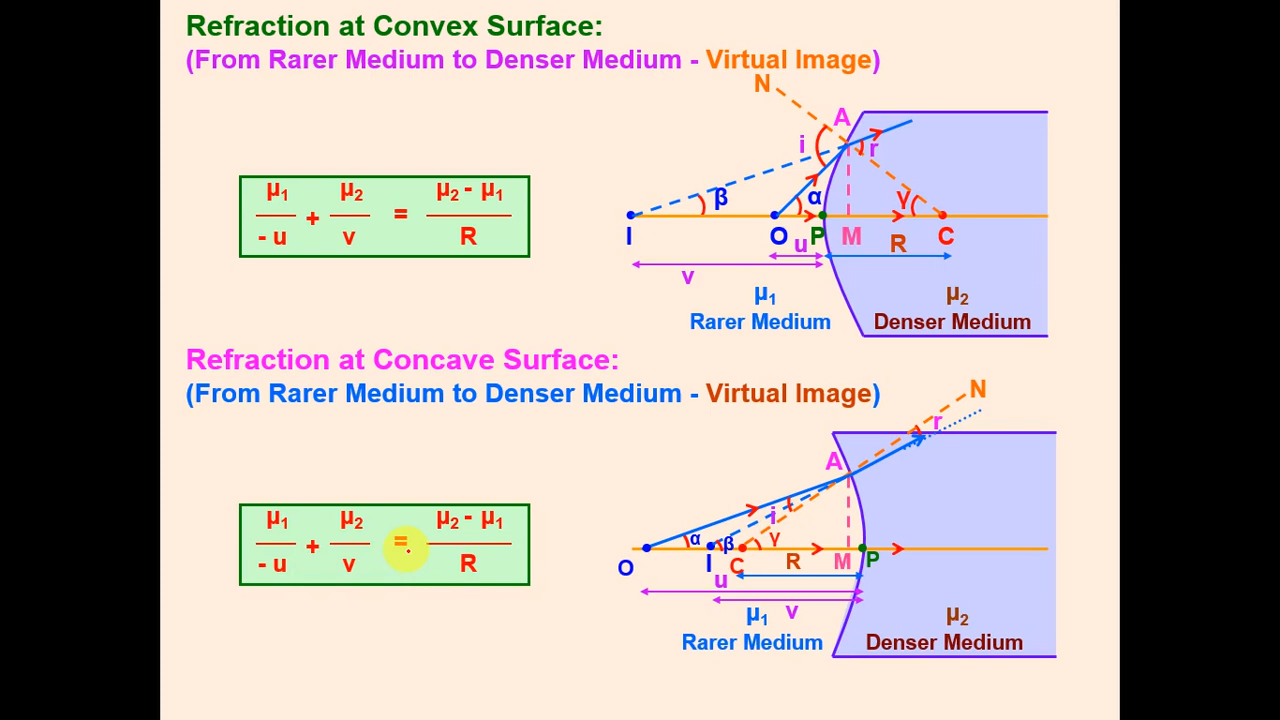 Refraction at Convex Surface:
(From Rarer Medium to Denser Medium - Virtual Image)
N
A
i
r
μ₁ μ₂ μ₂ - μ₁
+ =
- u v R
β
α
γ
I
O
P
M
C
u
R
v
μ₁
Rarer Medium
μ₂
Denser Medium
Refraction at Concave Surface:
(From Rarer Medium to Denser Medium - Virtual Image)
N
r
A
μ₁ μ₂ μ₂ - μ₁
+ =
- u v R
i
α
β
γ
O
I
C
R
M
P
u
v
μ₁
Rarer Medium
μ₂
Denser Medium